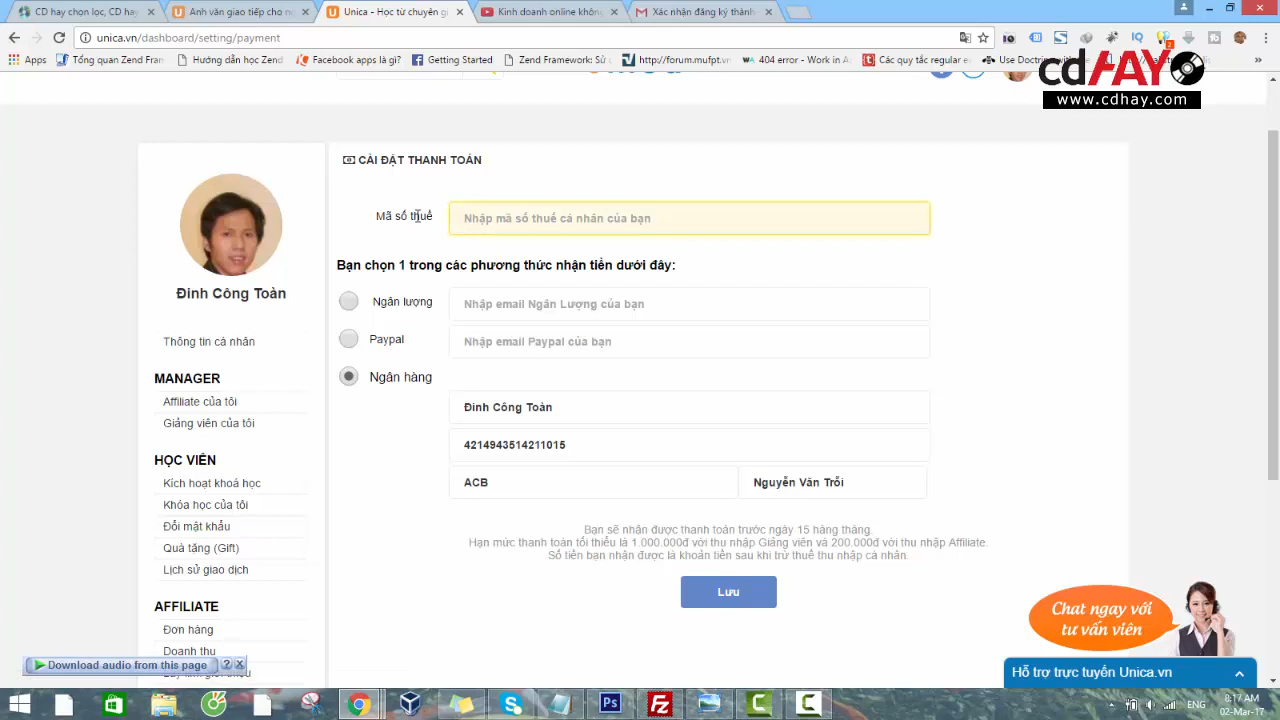 CD hay chọn lọc, CD hay
Anh văn giao tiếp cho n
Unica - Học từ chuyên g
Kinh doanh online khôn
Xác nhận đăng ký thành
unica.vn/dashboard/setting/payment
Apps
Tổng quan Zend Fran
Hướng dẫn học Zend
Facebook apps là gì?
Getting Started
Zend Framework: Sử
http://forum.mufpt.vn
404 error - Work in
Các quy tắc regular e
Use Doctrine
cdHAY
www.cdhay.com
CÀI ĐẶT THANH TOÁN
Mã số thuế
Nhập mã số thuế cá nhân của bạn
Bạn chọn 1 trong các phương thức nhận tiền dưới đây:
Ngân lượng
Nhập email Ngân Lượng của bạn
Paypal
Nhập email Paypal của bạn
Ngân hàng
Đinh Công Toàn
4214943514211015
ACB
Nguyễn Văn Trỗi
Bạn sẽ nhận được thanh toán trước ngày 15 hàng tháng.
Hạn mức thanh toán tối thiểu là 1.000.000đ với thu nhập Giảng viên và 200.000đ với thu nhập Affiliate.
Số tiền bạn nhận được là khoản tiền sau khi trừ thuế thu nhập cá nhân.
Lưu
Đinh Công Toàn
Thông tin cá nhân
MANAGER
Affiliate của tôi
Giảng viên của tôi
HỌC VIÊN
Kích hoạt khoá học
Khóa học của tôi
Đổi mật khẩu
Quà tặng (Gift)
Lịch sử giao dịch
AFFILIATE
Đơn hàng
Doanh thu
Download audio from this page
?
X
Chat ngay với
tư vấn viên
Hỗ trợ trực tuyến Unica.vn
ENG
8:17 AM
02-Mar-17